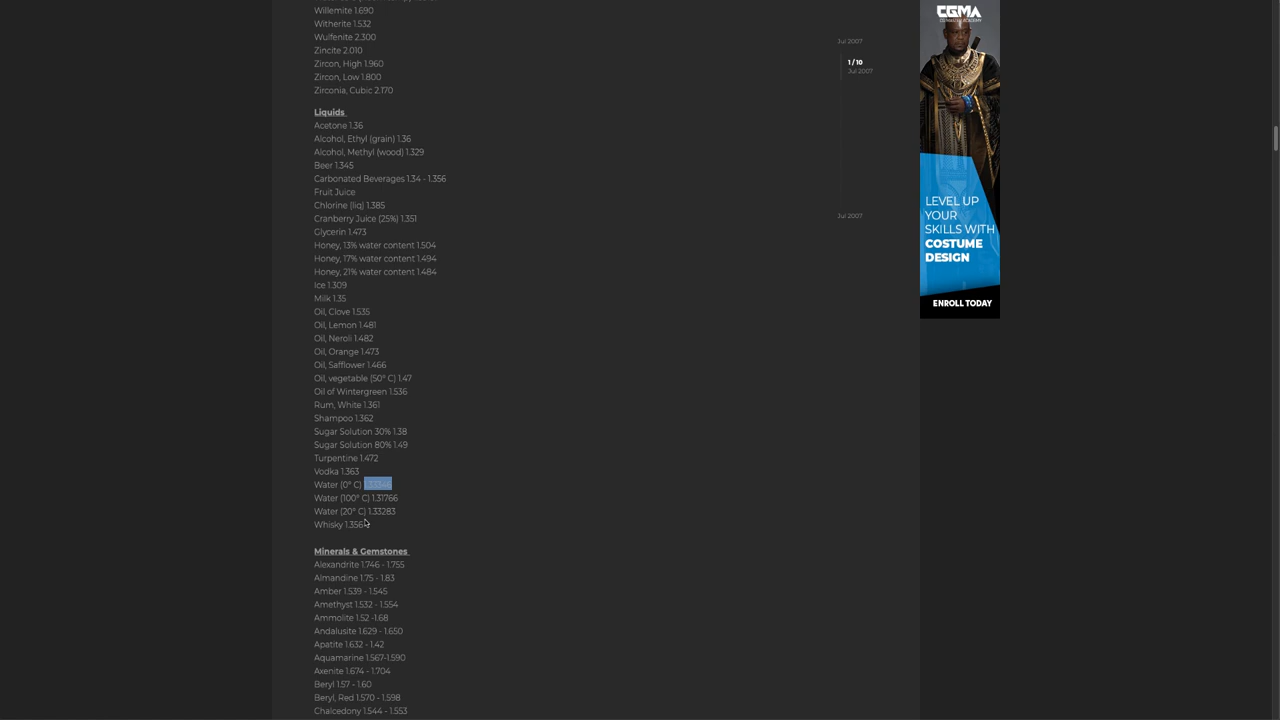 Willemite 1.690
Witherite 1.532
Wulfenite 2.300
Zincite 2.010
Zircon, High 1.960
Zircon, Low 1.800
Zirconia, Cubic 2.170
Liquids
Acetone 1.36
Alcohol, Ethyl (grain) 1.36
Alcohol, Methyl (wood) 1.329
Beer 1.345
Carbonated Beverages 1.34 - 1.356
Fruit Juice
Chlorine (liq) 1.385
Cranberry Juice (25%) 1.351
Glycerin 1.473
Honey, 13% water content 1.504
Honey, 17% water content 1.494
Honey, 21% water content 1.484
Ice 1.309
Milk 1.35
Oil, Clove 1.535
Oil, Lemon 1.481
Oil, Neroli 1.482
Oil, Orange 1.473
Oil, Safflower 1.466
Oil, vegetable (50° C) 1.47
Oil of Wintergreen 1.536
Rum, White 1.361
Shampoo 1.362
Sugar Solution 30% 1.38
Sugar Solution 80% 1.49
Turpentine 1.472
Vodka 1.363
Water (0° C) 1.33346
Water (100° C) 1.31766
Water (20° C) 1.33283
Whisky 1.356
Minerals & Gemstones
Alexandrite 1.746 - 1.755
Almandine 1.75 - 1.83
Amber 1.539 - 1.545
Amethyst 1.532 - 1.554
Ammolite 1.52 -1.68
Andalusite 1.629 - 1.650
Apatite 1.632 - 1.42
Aquamarine 1.567-1.590
Axenite 1.674 - 1.704
Beryl 1.57 - 1.60
Beryl, Red 1.570 - 1.598
Chalcedony 1.544 - 1.553
Jul 2007
1 / 10
Jul 2007
Jul 2007
CGMA
LEVEL UP
YOUR
SKILLS WITH
COSTUME
DESIGN
ENROLL TODAY